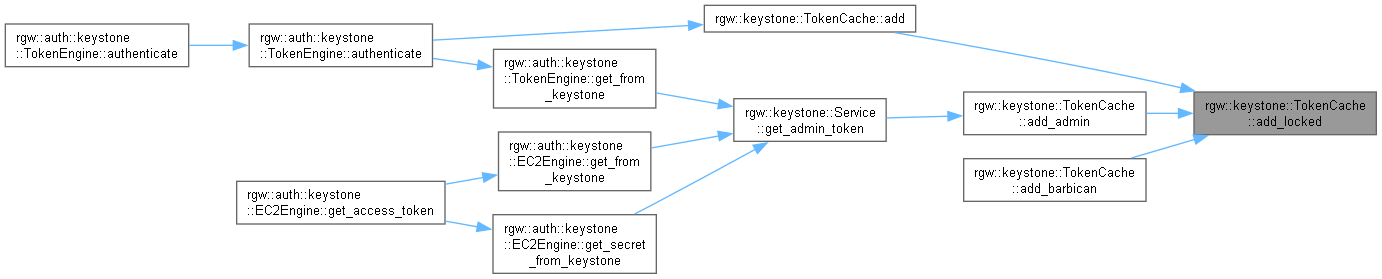 rgw::auth::keystone
::TokenEngine::authenticate
rgw::auth::keystone
::TokenEngine::authenticate
rgw::keystone::TokenCache::add
rgw::auth::keystone
::TokenEngine::get_from
_keystone
rgw::keystone::Service
::get_admin_token
rgw::keystone::TokenCache
::add_admin
rgw::keystone::TokenCache
::add_locked
rgw::auth::keystone
::EC2Engine::get_from
_keystone
rgw::keystone::TokenCache
::add_barbican
rgw::auth::keystone
::EC2Engine::get_access_token
rgw::auth::keystone
::EC2Engine::get_secret
_from_keystone